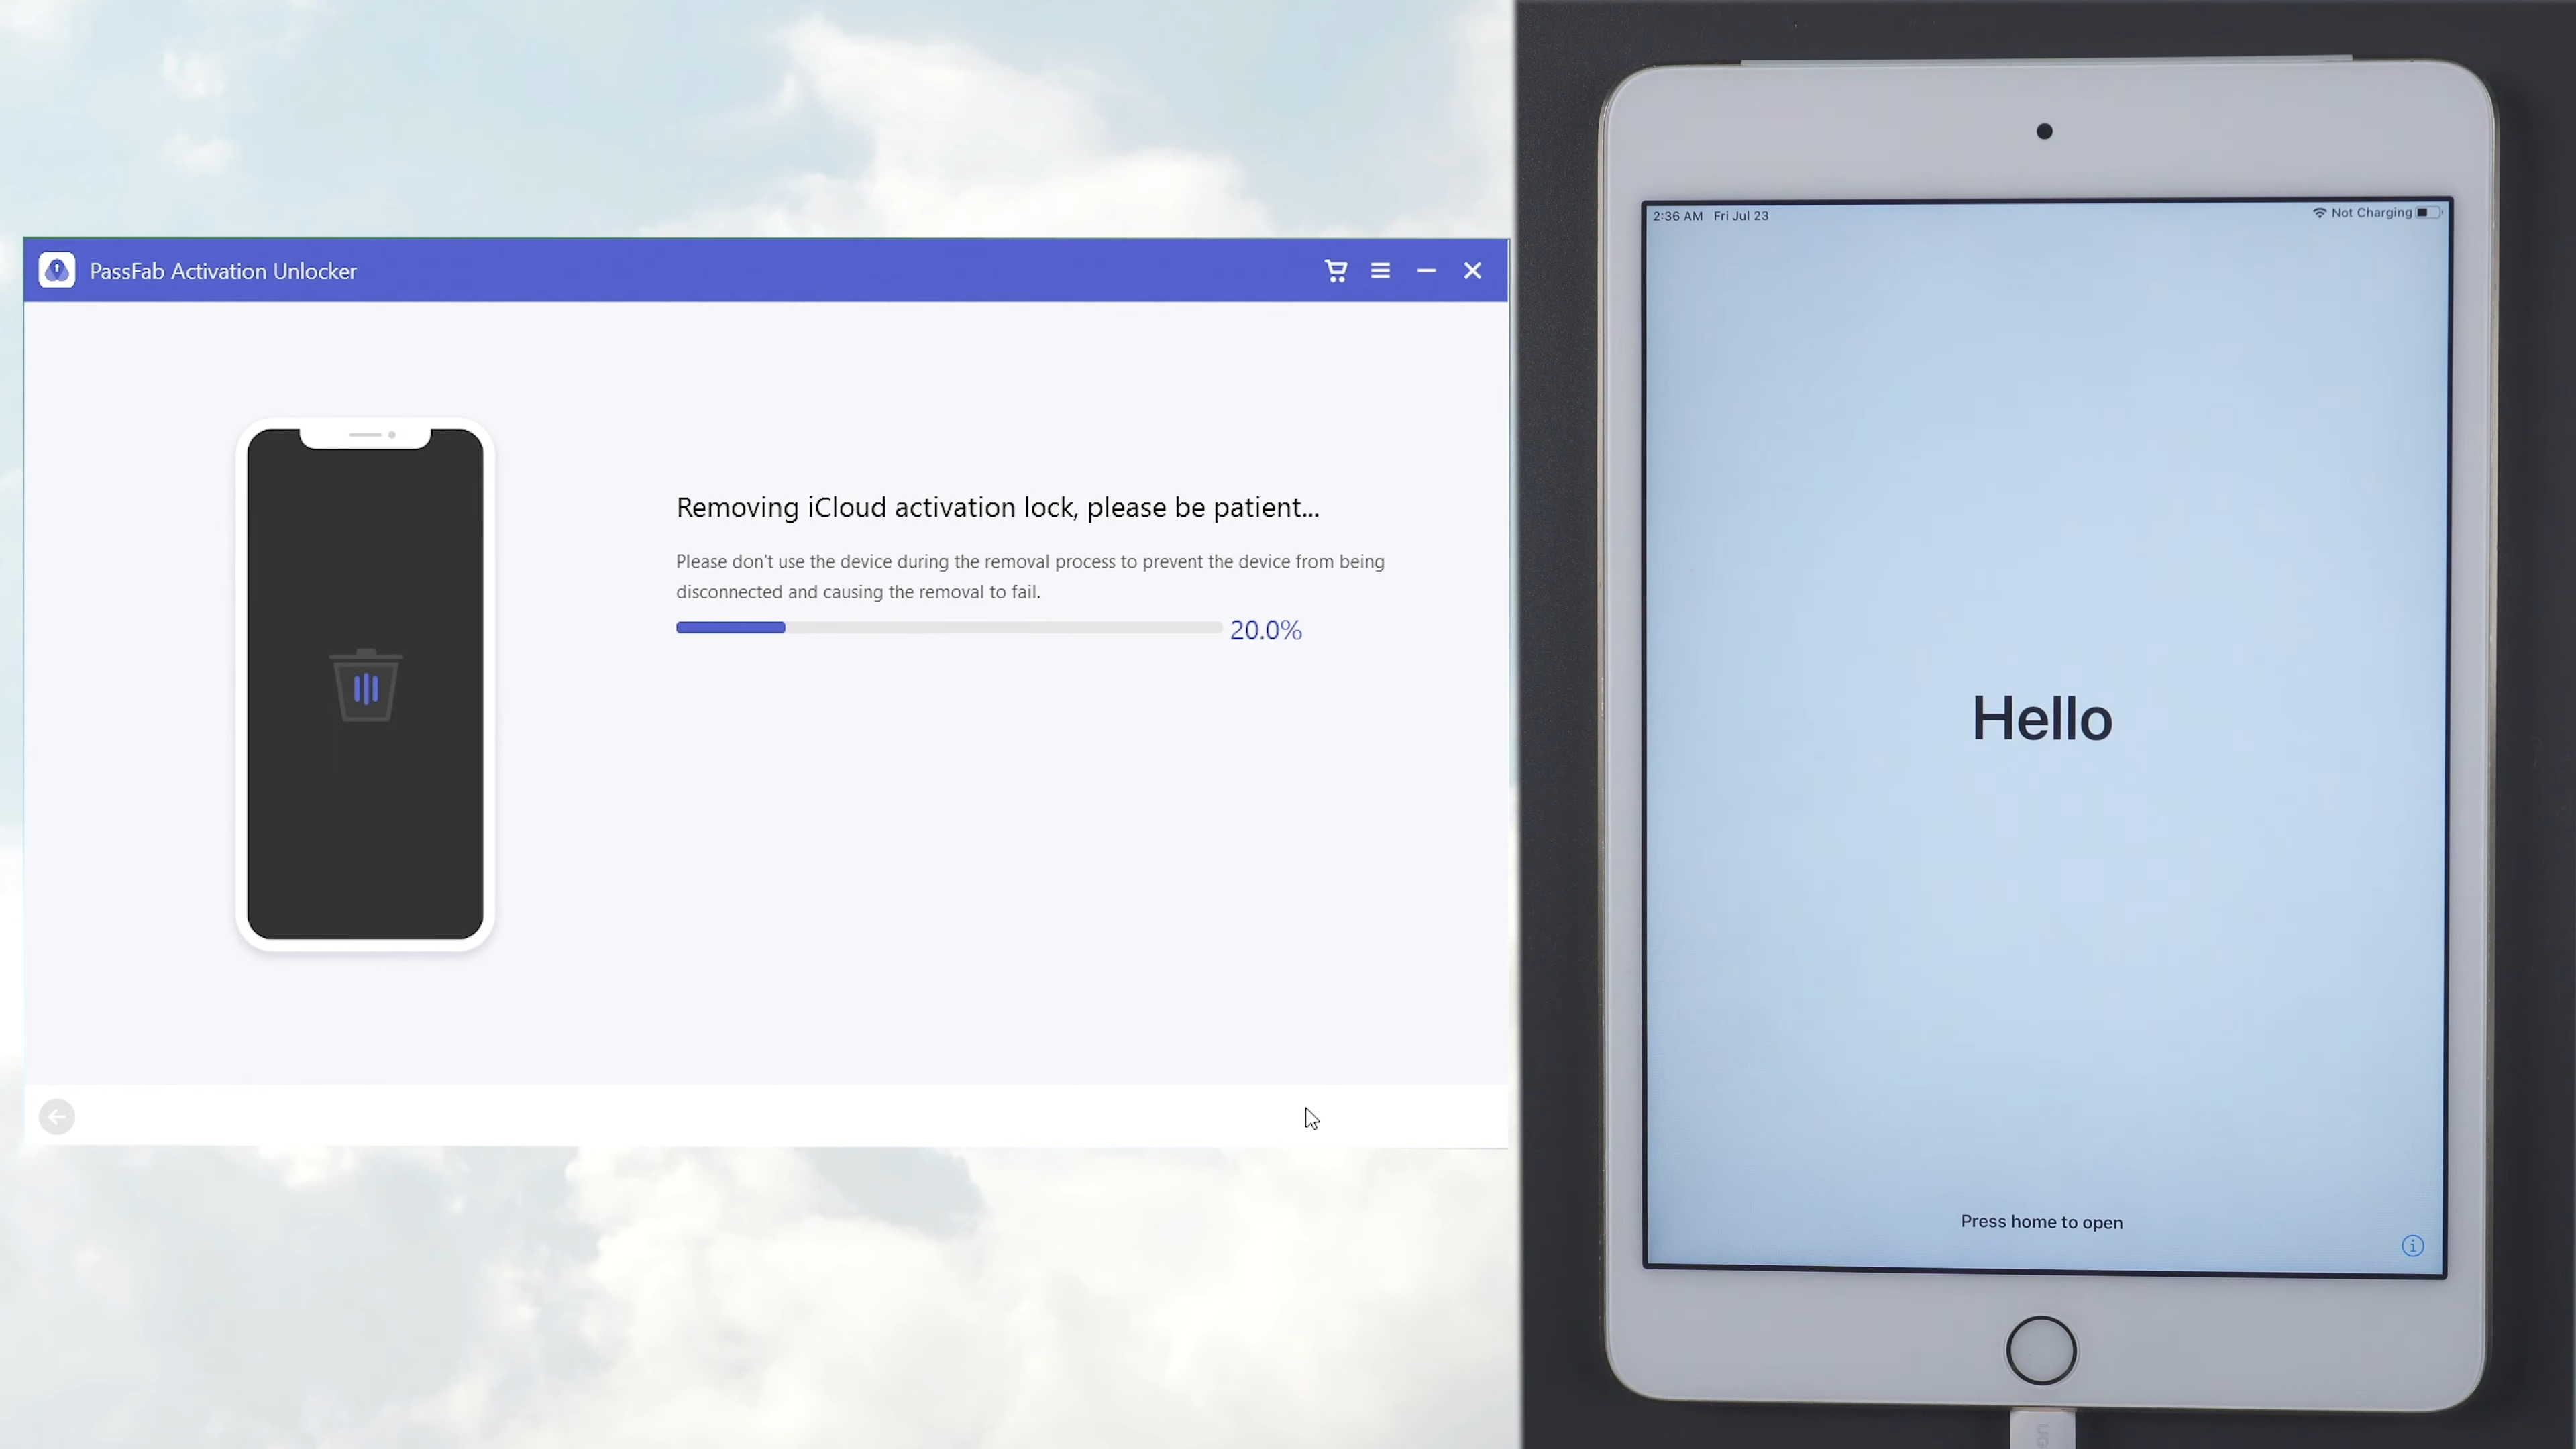 PassFab Activation Unlocker
Removing iCloud activation lock, please be patient...
Please don't use the device during the removal process to prevent the device from being
disconnected and causing the removal to fail.
20.0%
2:36 AM Fri Jul 23
Not Charging
Hello
Press home to open
UG